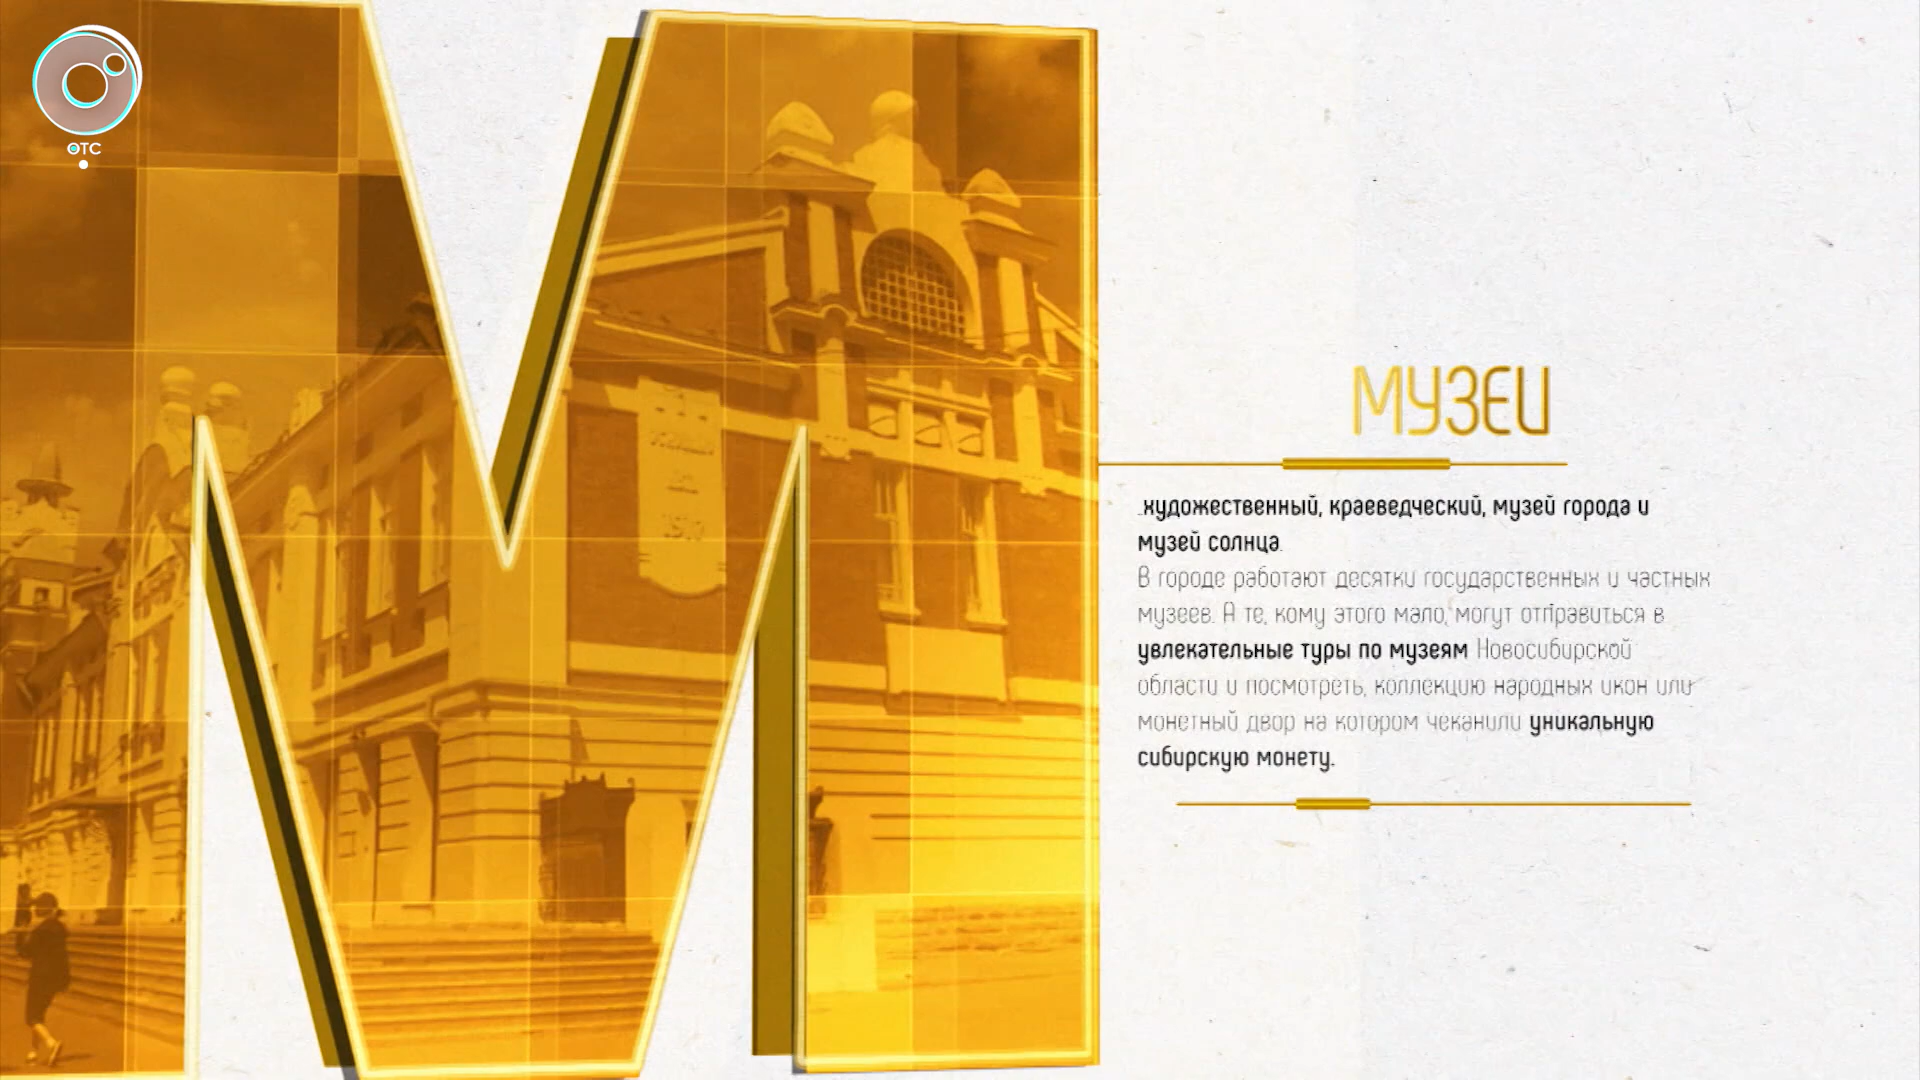 ОТС
М
МУЗЕИ
..художественный, краеведческий, музей города и
музей солнца.
В городе работают десятки государственных и частных
музеев. А те, кому этого мало, могут отправиться в
увлекательные туры по музеям Новосибирской
области и посмотреть, коллекцию народных икон или
монетный двор на котором чеканили уникальную
сибирскую монету.